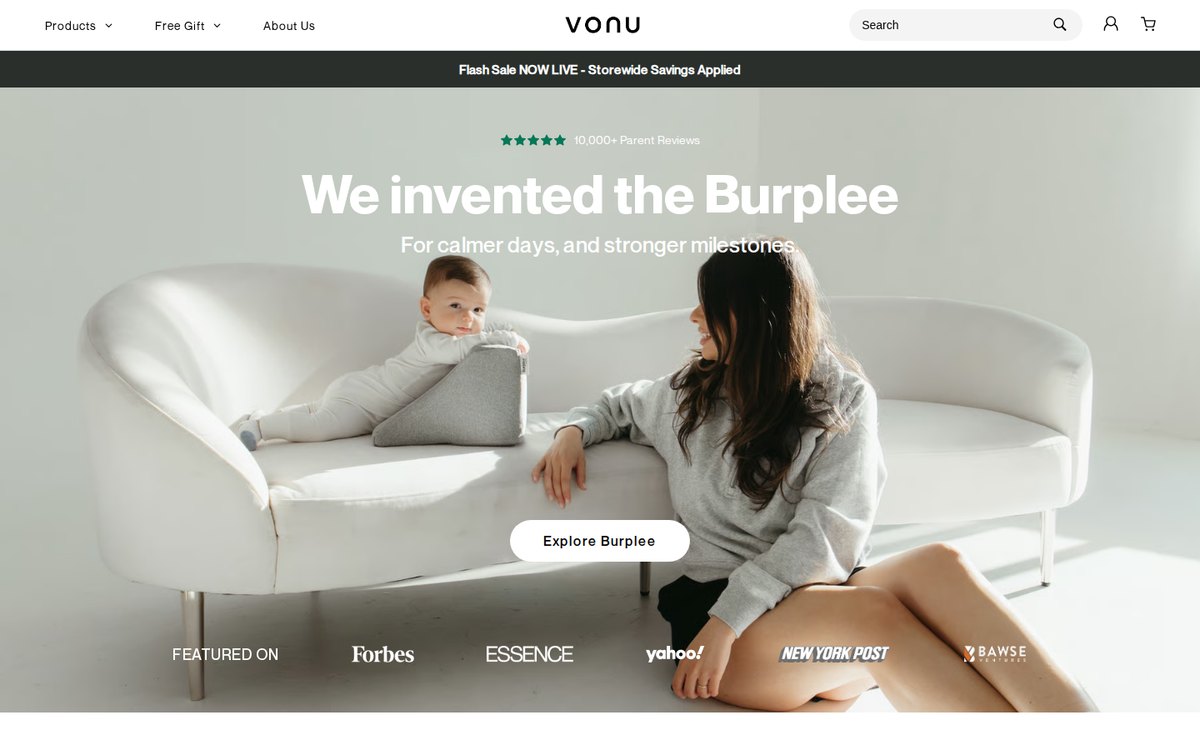 Products
Free Gift
About Us
VONU
Search
Flash Sale NOW LIVE - Storewide Savings Applied
10,000+ Parent Reviews
We invented the Burplee
For calmer days, and stronger milestones.
Explore Burplee
FEATURED ON
Forbes
ESSENCE
yahoo!
NEW YORK POST
BAWSE
VENTURES